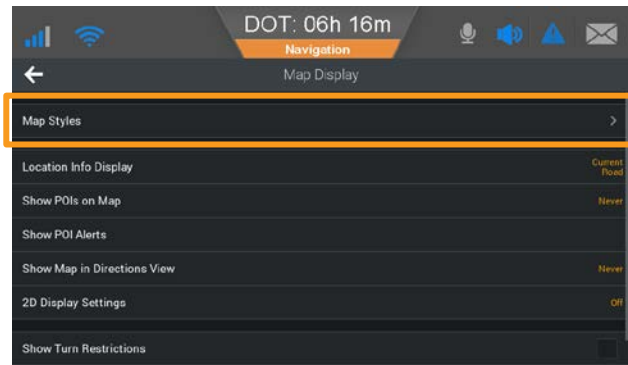 DOT: 06h 16m
Navigation
Map Display
Map Styles
Location Info Display
Current
Road
Show POIs on Map
Never
Show POI Alerts
Show Map in Directions View
Never
2D Display Settings
Off
Show Turn Restrictions